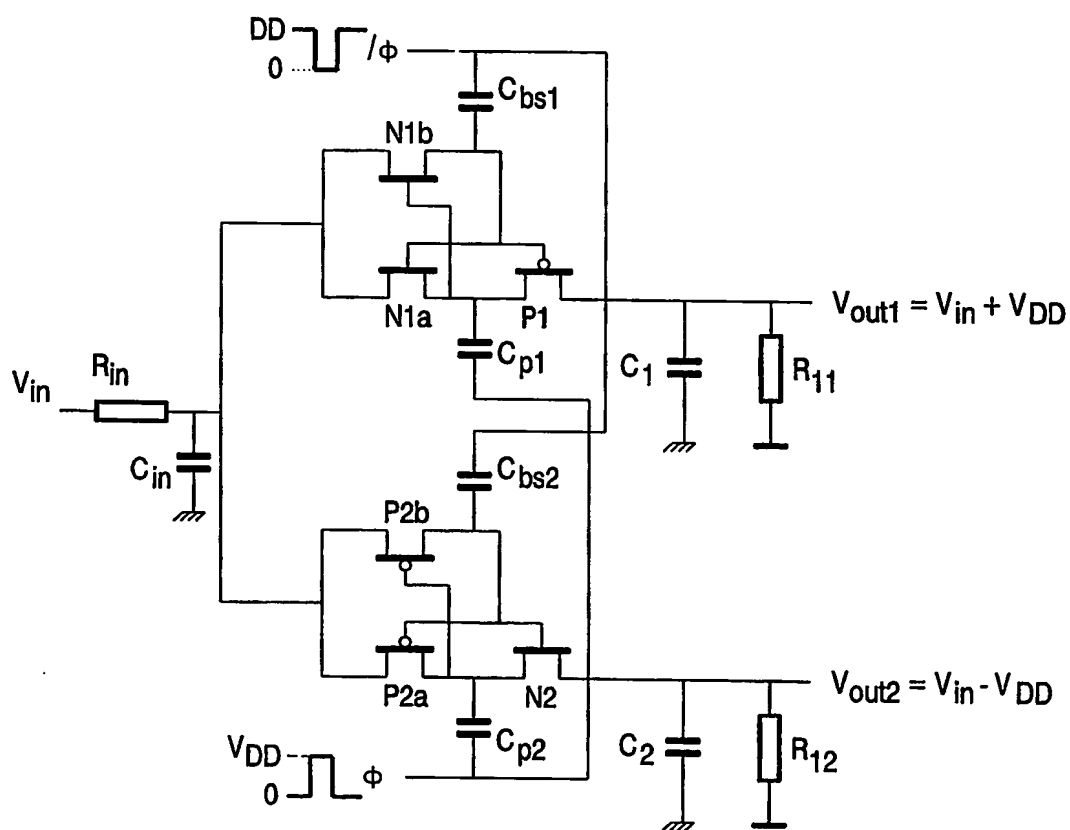 DD
0
/ϕ
C_bs1
N1b
N1a
P1
V_out1 = V_in + V_DD
C_p1
C_1
R_11
V_in
R_in
C_in
C_bs2
P2b
P2a
N2
V_out2 = V_in - V_DD
C_p2
C_2
R_12
V_DD
0
ϕ